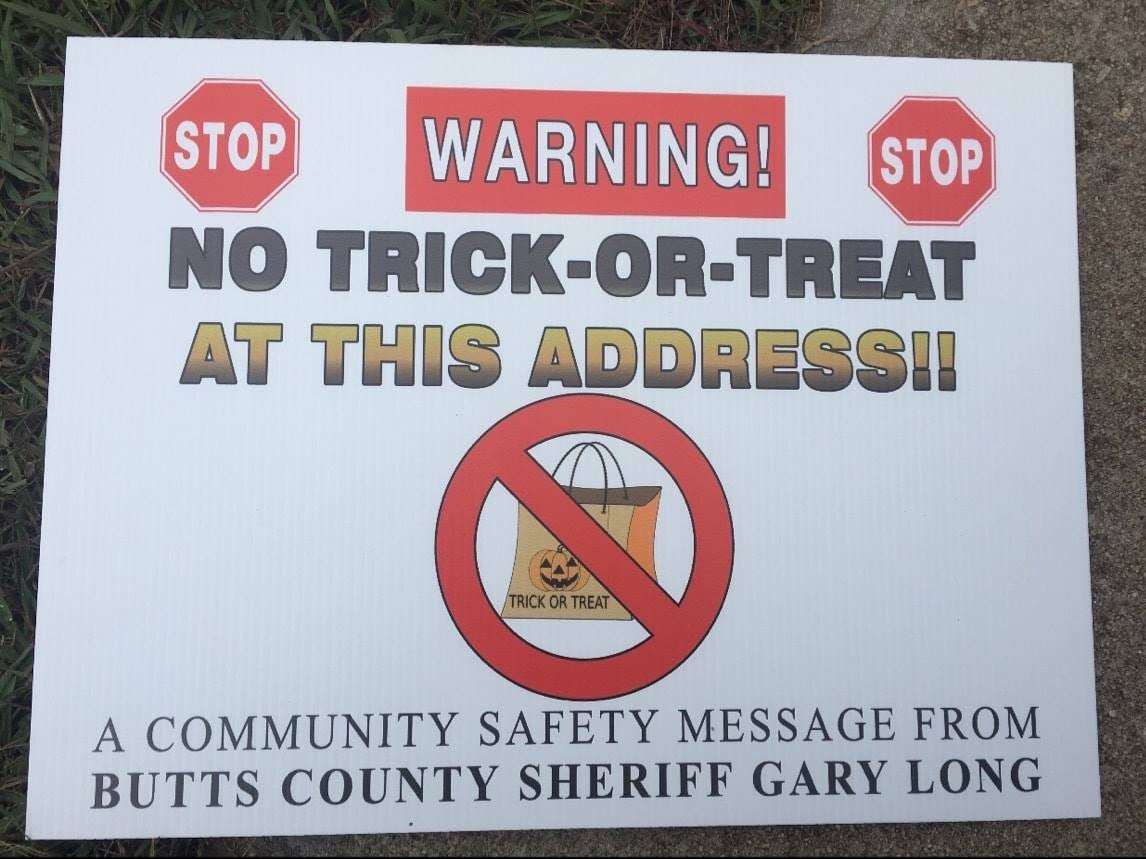 STOP
WARNING!
STOP
NO TRICK-OR-TREAT
AT THIS ADDRESS!!
TRICK OR TREAT
A COMMUNITY SAFETY MESSAGE FROM
BUTTS COUNTY SHERIFF GARY LONG